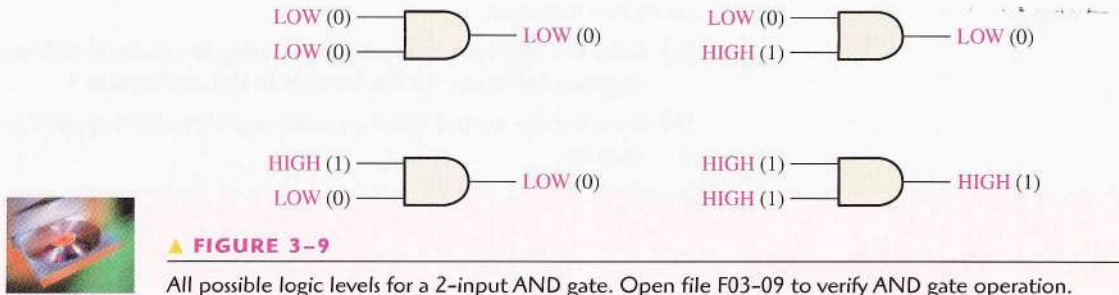 LOW (0)
LOW (0)
LOW (0)
LOW (0)
HIGH (1)
LOW (0)
HIGH (1)
LOW (0)
LOW (0)
HIGH (1)
HIGH (1)
HIGH (1)
▲ FIGURE 3–9
All possible logic levels for a 2-input AND gate. Open file F03-09 to verify AND gate operation.